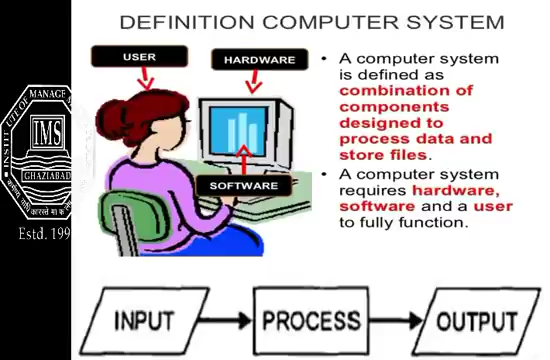 DEFINITION COMPUTER SYSTEM
USER
HARDWARE
SOFTWARE
• A computer system
is defined as
combination of
components
designed to
process data and
store files.
• A computer system
requires hardware,
software and a user
to fully function.
INPUT
PROCESS
OUTPUT
IMS
GHAZIABAD
Estd. 199